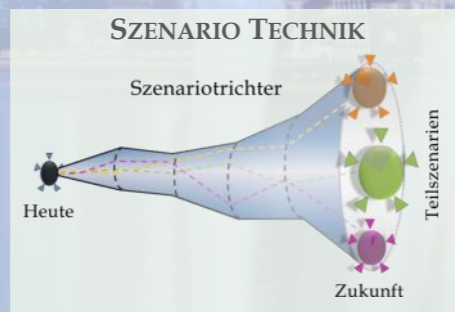 SZENARIO TECHNIK
Szenariotrichter
Heute
Teilszenarien
Zukunft